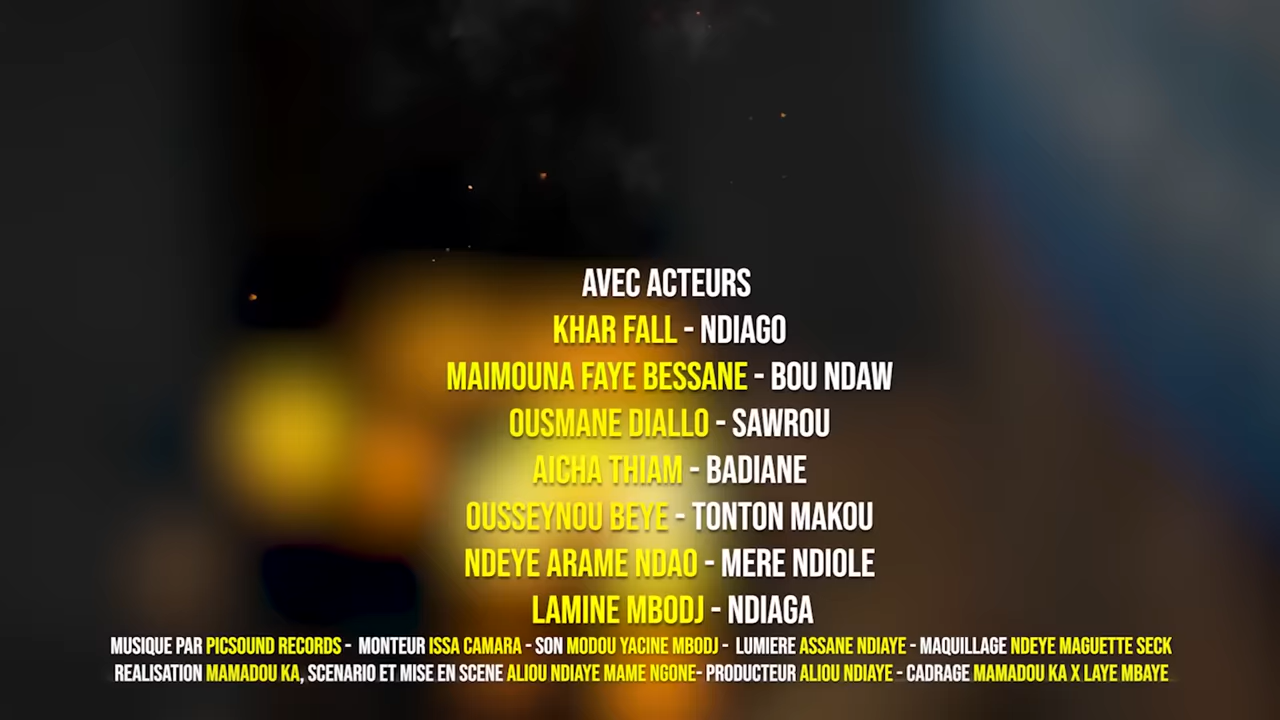 AVEC ACTEURS
KHAR FALL - NDIAGO
MAIMOUNA FAYE BESSANE - BOU NDAW
OUSMANE DIALLO - SAWROU
AICHA THIAM - BADIANE
OUSSEYNOU BEYE - TONTON MAKOU
NDEYE ARAME NDAO - MERE NDIOLE
LAMINE MBODJ - NDIAGA
MUSIQUE PAR PICSOUND RECORDS - MONTEUR ISSA CAMARA - SON MODOU YACINE MBODJ - LUMIERE ASSANE NDIAYE - MAQUILLAGE NDEYE MAGUETTE SECK
REALISATION MAMADOU KA, SCENARIO ET MISE EN SCENE ALIOU NDIAYE MAME NGONE- PRODUCTEUR ALIOU NDIAYE - CADRAGE MAMADOU KA X LAYE MBAYE